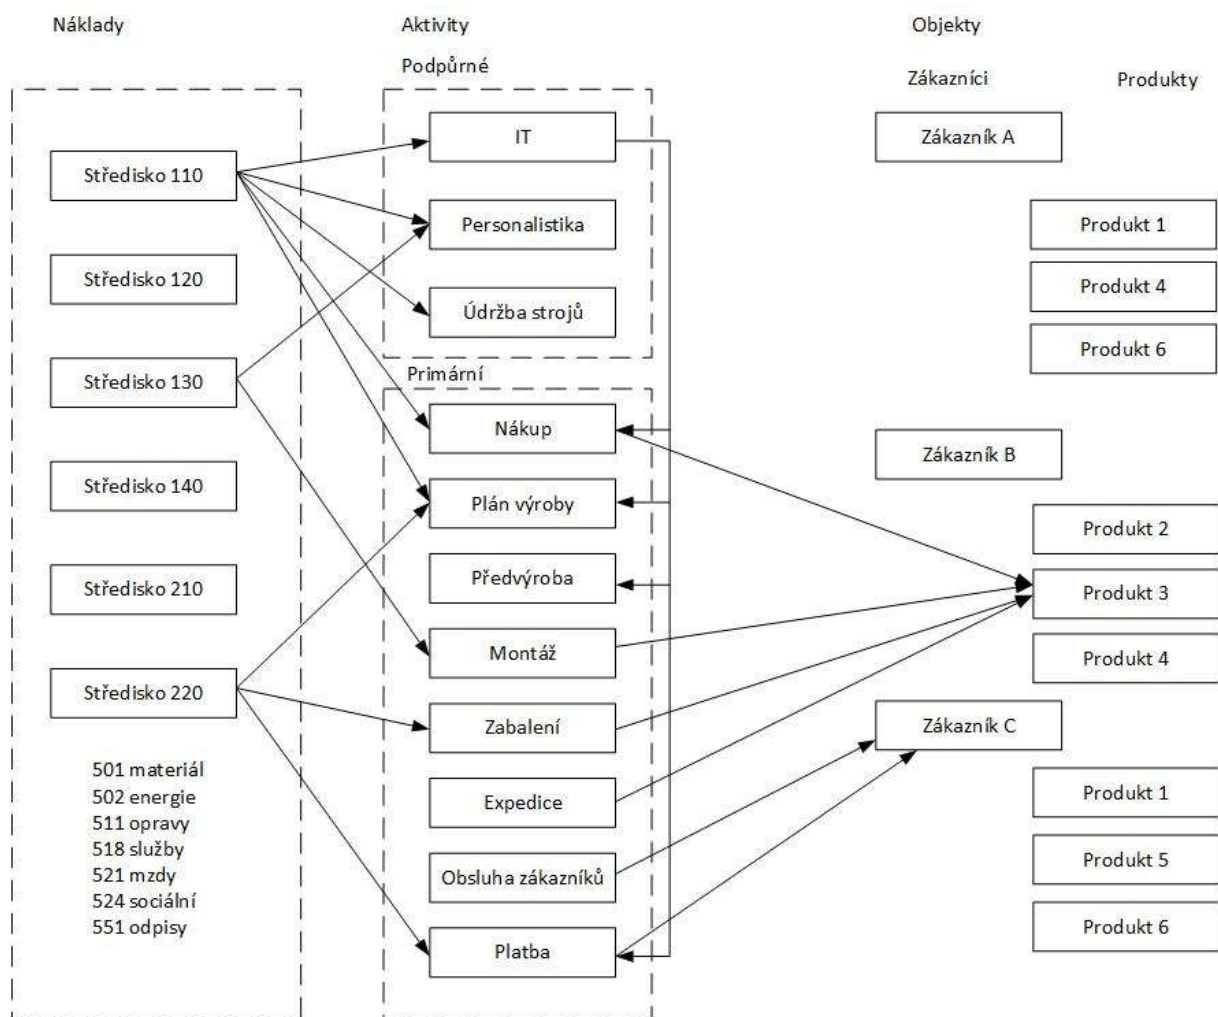 Náklady
Aktivity
Objekty
Podpůrné
Zákazníci
Produkty
Středisko 110
Středisko 120
Středisko 130
Středisko 140
Středisko 210
Středisko 220
501 materiál
502 energie
511 opravy
518 služby
521 mzdy
524 sociální
551 odpisy
IT
Personalistika
Údržba strojů
Primární
Nákup
Plán výroby
Předvýroba
Montáž
Zabalení
Expedice
Obsluha zákazníků
Platba
Zákazník A
Produkt 1
Produkt 4
Produkt 6
Zákazník B
Produkt 2
Produkt 3
Produkt 4
Zákazník C
Produkt 1
Produkt 5
Produkt 6